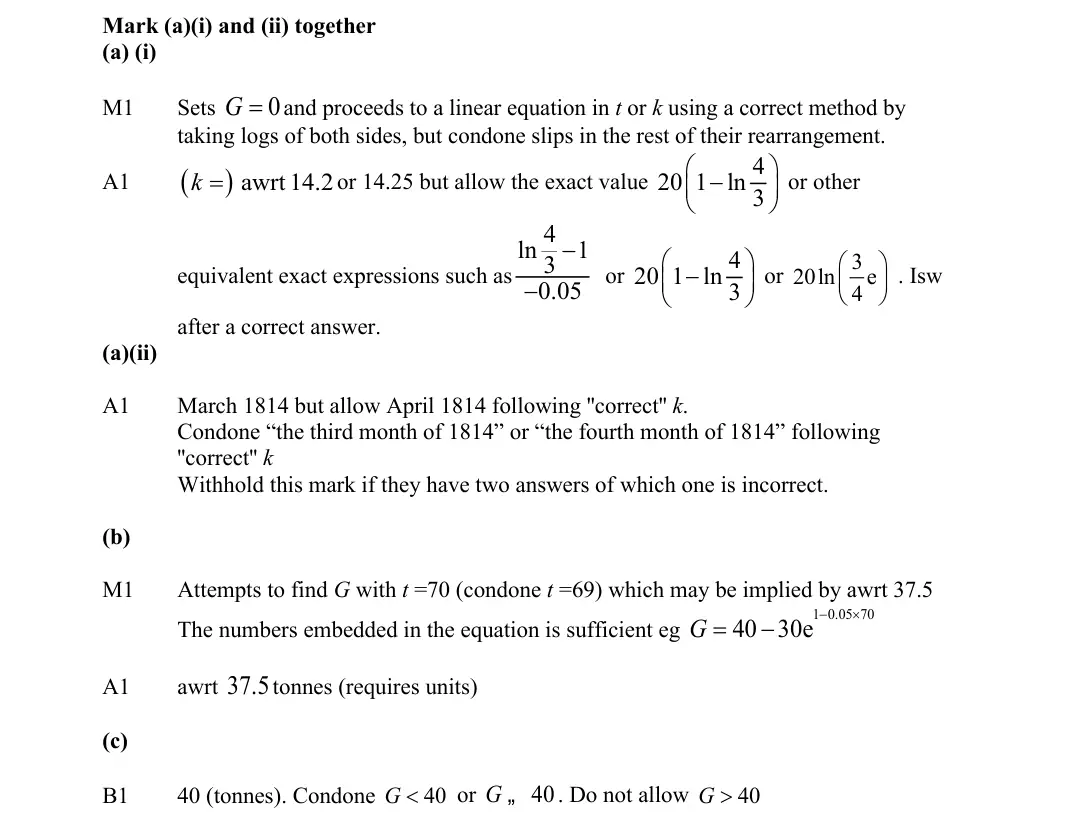 Mark (a)(i) and (ii) together
(a) (i)
M1 Sets G = 0 and proceeds to a linear equation in t or k using a correct method by
taking logs of both sides, but condone slips in the rest of their rearrangement.
A1 (k =) awrt 14.2 or 14.25 but allow the exact value 20(1 − ln 4/3) or other
equivalent exact expressions such as (ln 4/3 − 1)/(−0.05) or 20(1 − ln 4/3) or 20 ln(3/4 e) . Isw
after a correct answer.
(a)(ii)
A1 March 1814 but allow April 1814 following "correct" k.
Condone “the third month of 1814” or “the fourth month of 1814” following
"correct" k
Withhold this mark if they have two answers of which one is incorrect.
(b)
M1 Attempts to find G with t =70 (condone t =69) which may be implied by awrt 37.5
The numbers embedded in the equation is sufficient eg G = 40 − 30e^(1−0.05×70)
A1 awrt 37.5 tonnes (requires units)
(c)
B1 40 (tonnes). Condone G < 40 or G „ 40. Do not allow G > 40